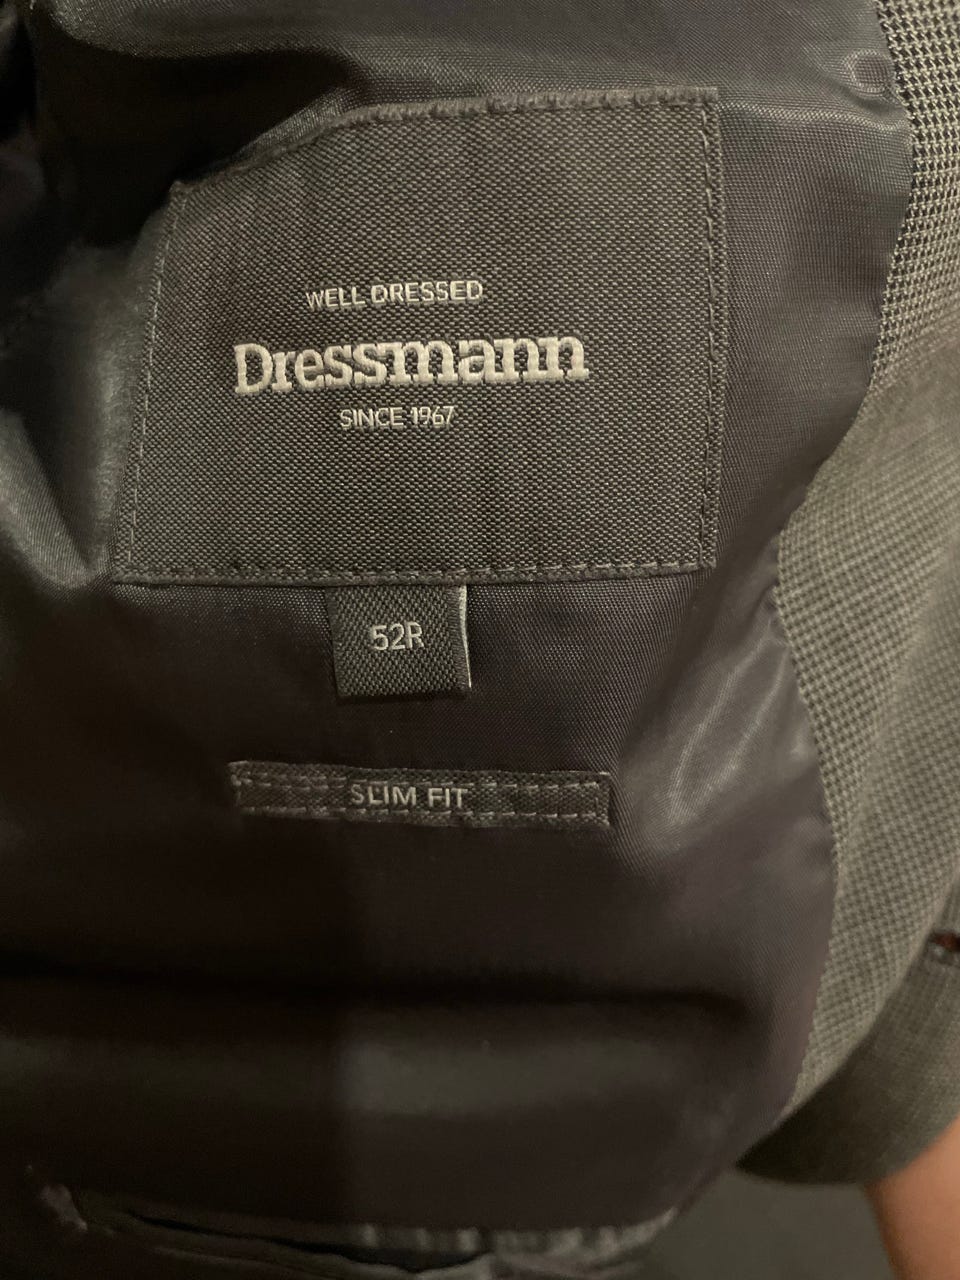 WELL DRESSED
Dressmann
SINCE 1967
52R
SLIM FIT